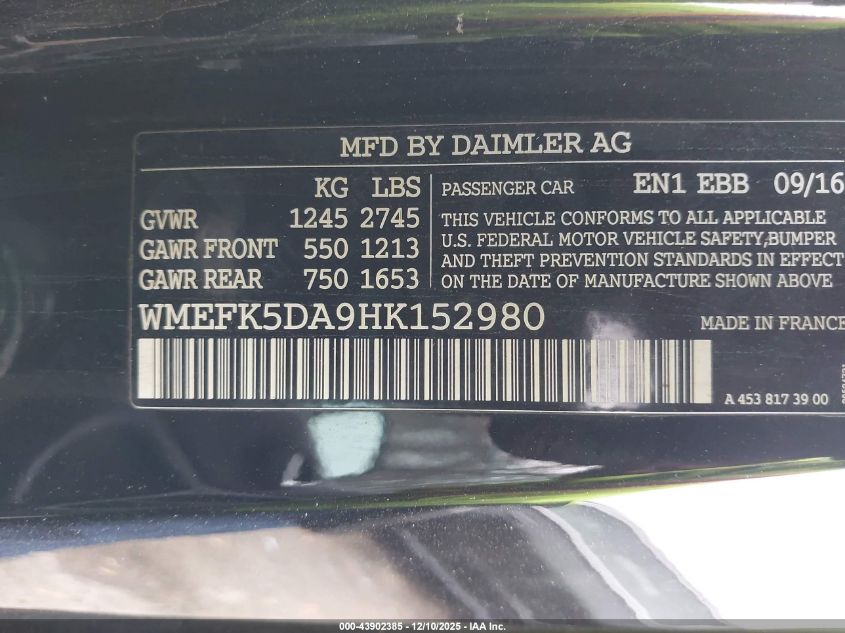 MFD BY DAIMLER AG
KG LBS
GVWR 1245 2745
GAWR FRONT 550 1213
GAWR REAR 750 1653
PASSENGER CAR EN1 EBB 09/16
THIS VEHICLE CONFORMS TO ALL APPLICABLE
U.S. FEDERAL MOTOR VEHICLE SAFETY,BUMPER
AND THEFT PREVENTION STANDARDS IN EFFECT
ON THE DATE OF MANUFACTURE SHOWN ABOVE
WMEFK5DA9HK152980
MADE IN FRANCE
A 453 817 39 00
000-43902385 - 12/10/2025 - IAA Inc.